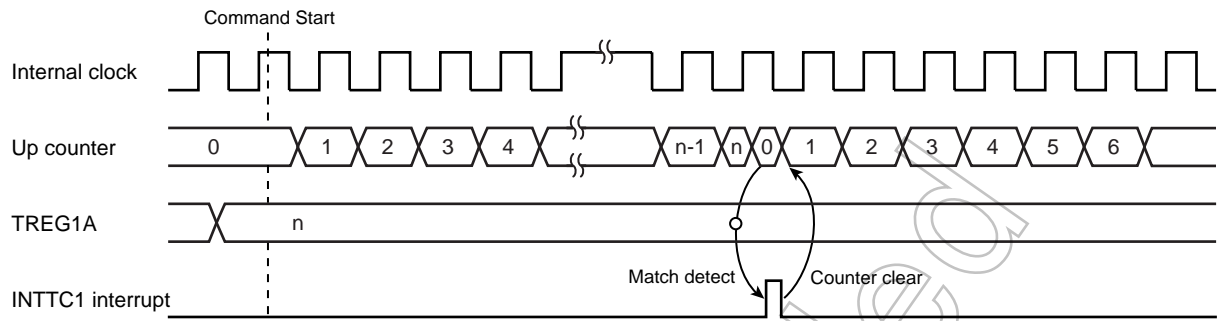 Command Start
Internal clock
Up counter 0 1 2 3 4 n-1 n 0 1 2 3 4 5 6
TREG1A n
Match detect Counter clear
INTTC1 interrupt